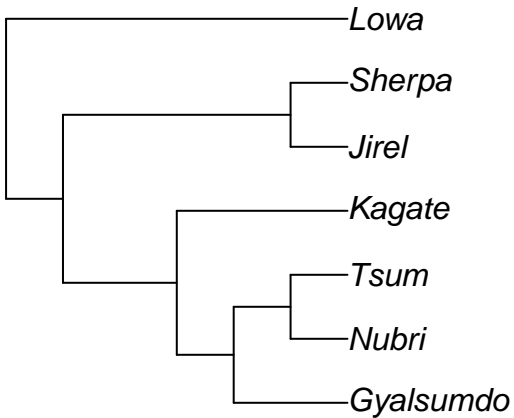 Lowa
Sherpa
Jirel
Kagate
Tsum
Nubri
Gyalsumdo